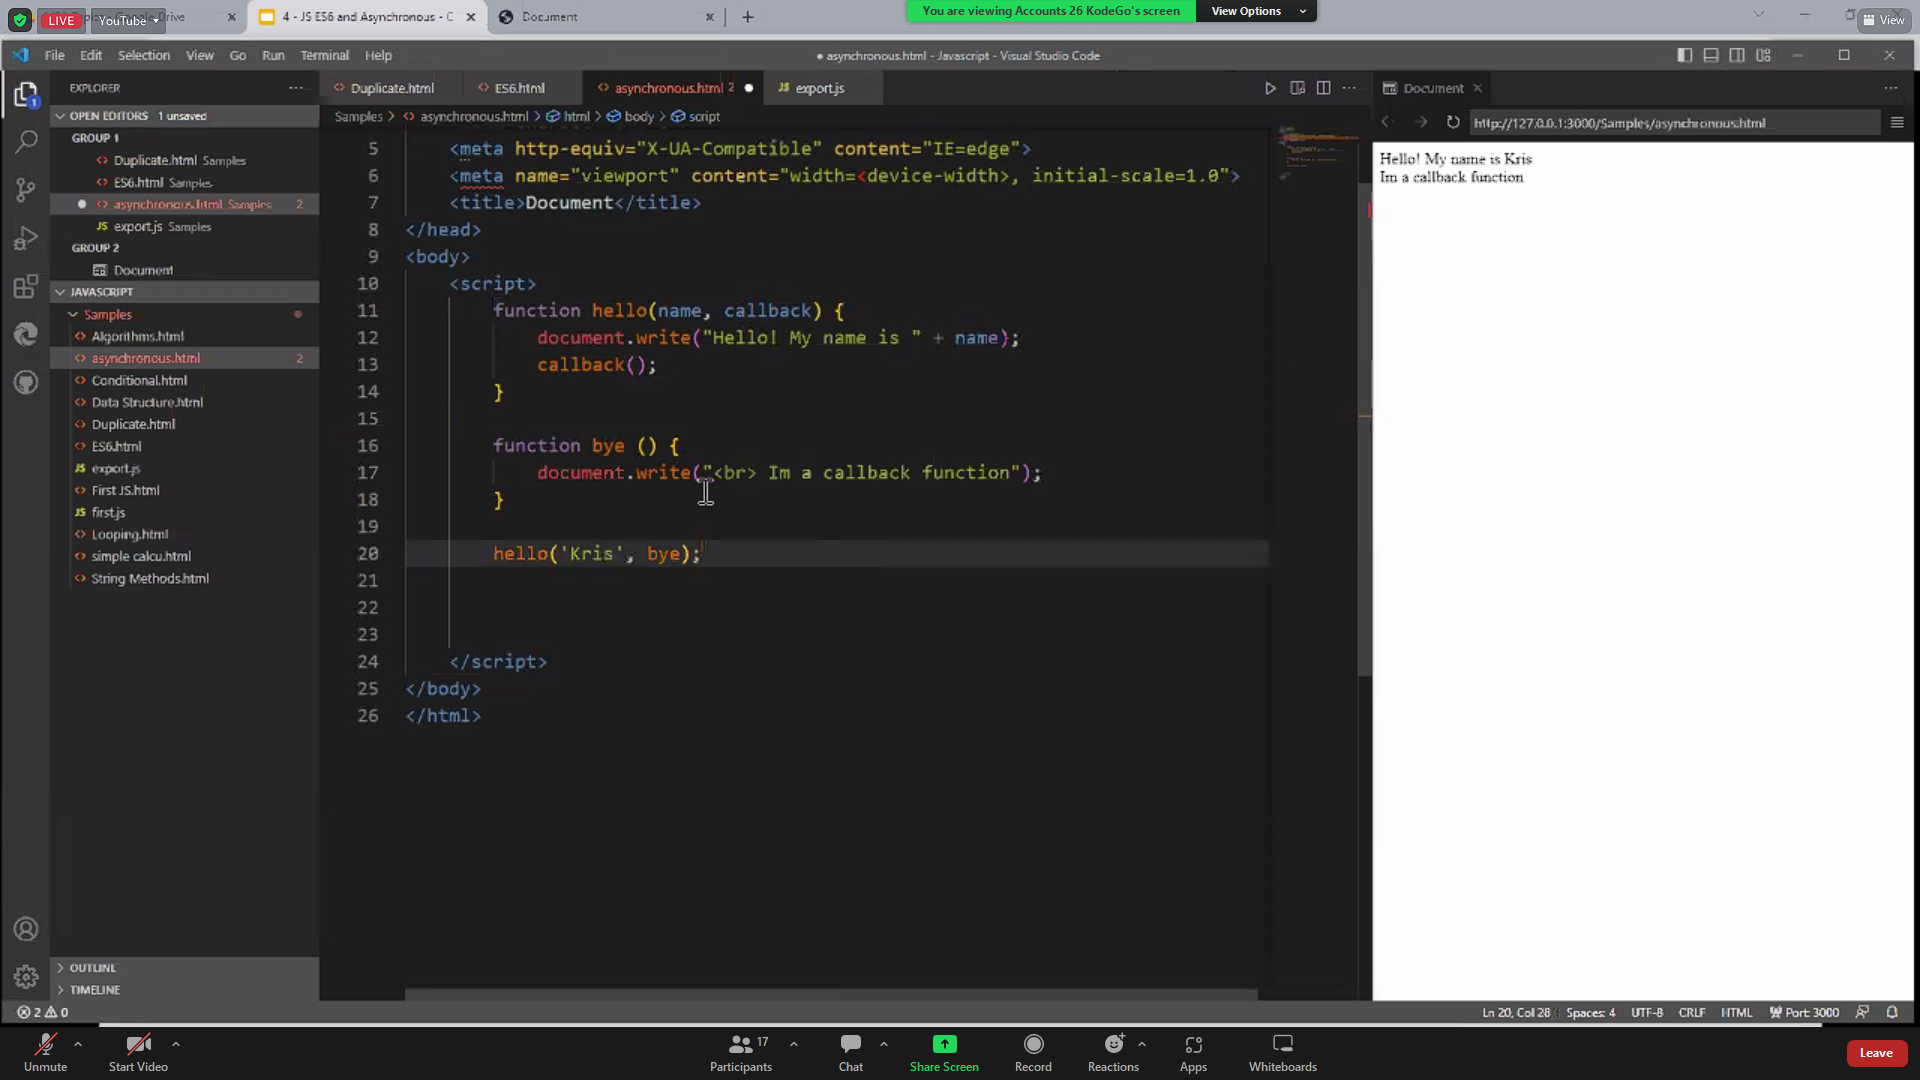 LIVE
YouTube
Google Drive
4 - JS ES6 and Asynchronous - C
Document
You are viewing Accounts 26 KodeGo's screen
View Options
View
File Edit Selection View Go Run Terminal Help
● asynchronous.html - Javascript - Visual Studio Code
EXPLORER
Duplicate.html
ES6.html
asynchronous.html 2
export.js
Document
OPEN EDITORS 1 unsaved
Samples > asynchronous.html > html > body > script
http://127.0.0.1:3000/Samples/asynchronous.html
GROUP 1
Duplicate.html Samples
ES6.html Samples
asynchronous.html Samples 2
export.js Samples
GROUP 2
Document
JAVASCRIPT
Samples
Algorithms.html
asynchronous.html 2
Conditional.html
Data Structure.html
Duplicate.html
ES6.html
export.js
First JS.html
first.js
Looping.html
simple calcu.html
String Methods.html
OUTLINE
TIMELINE
5 <meta http-equiv="X-UA-Compatible" content="IE=edge">
6 <meta name="viewport" content="width=<device-width>, initial-scale=1.0">
7 <title>Document</title>
8 </head>
9 <body>
10 <script>
11 function hello(name, callback) {
12 document.write("Hello! My name is " + name);
13 callback();
14 }
15
16 function bye () {
17 document.write("<br> Im a callback function");
18 }
19
20 hello('Kris', bye);
21
22
23
24 </script>
25 </body>
26 </html>
Hello! My name is Kris
Im a callback function
2 0
Ln 20, Col 28 Spaces: 4 UTF-8 CRLF HTML Port: 3000
Unmute
Start Video
17
Participants
Chat
Share Screen
Record
Reactions
Apps
Whiteboards
Leave